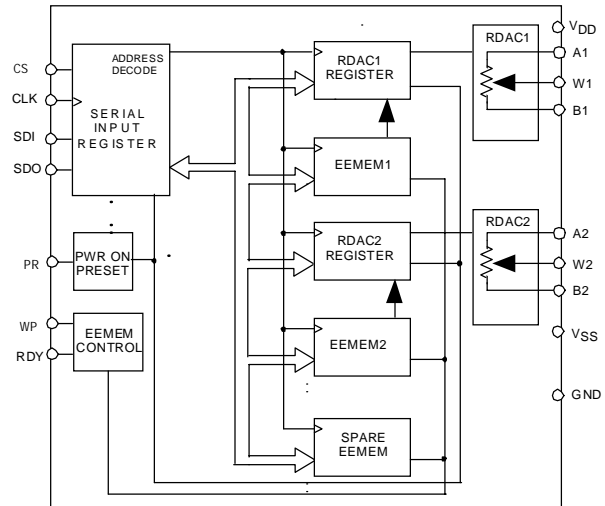 ADDRESS
DECODE
SERIAL
INPUT
REGISTER
CS
CLK
SDI
SDO
PR
PWR ON
PRESET
WP
RDY
EEMEM
CONTROL
RDAC1
REGISTER
EEMEM1
RDAC2
REGISTER
EEMEM2
SPARE
EEMEM
RDAC1
RDAC2
VDD
A1
W1
B1
A2
W2
B2
VSS
GND